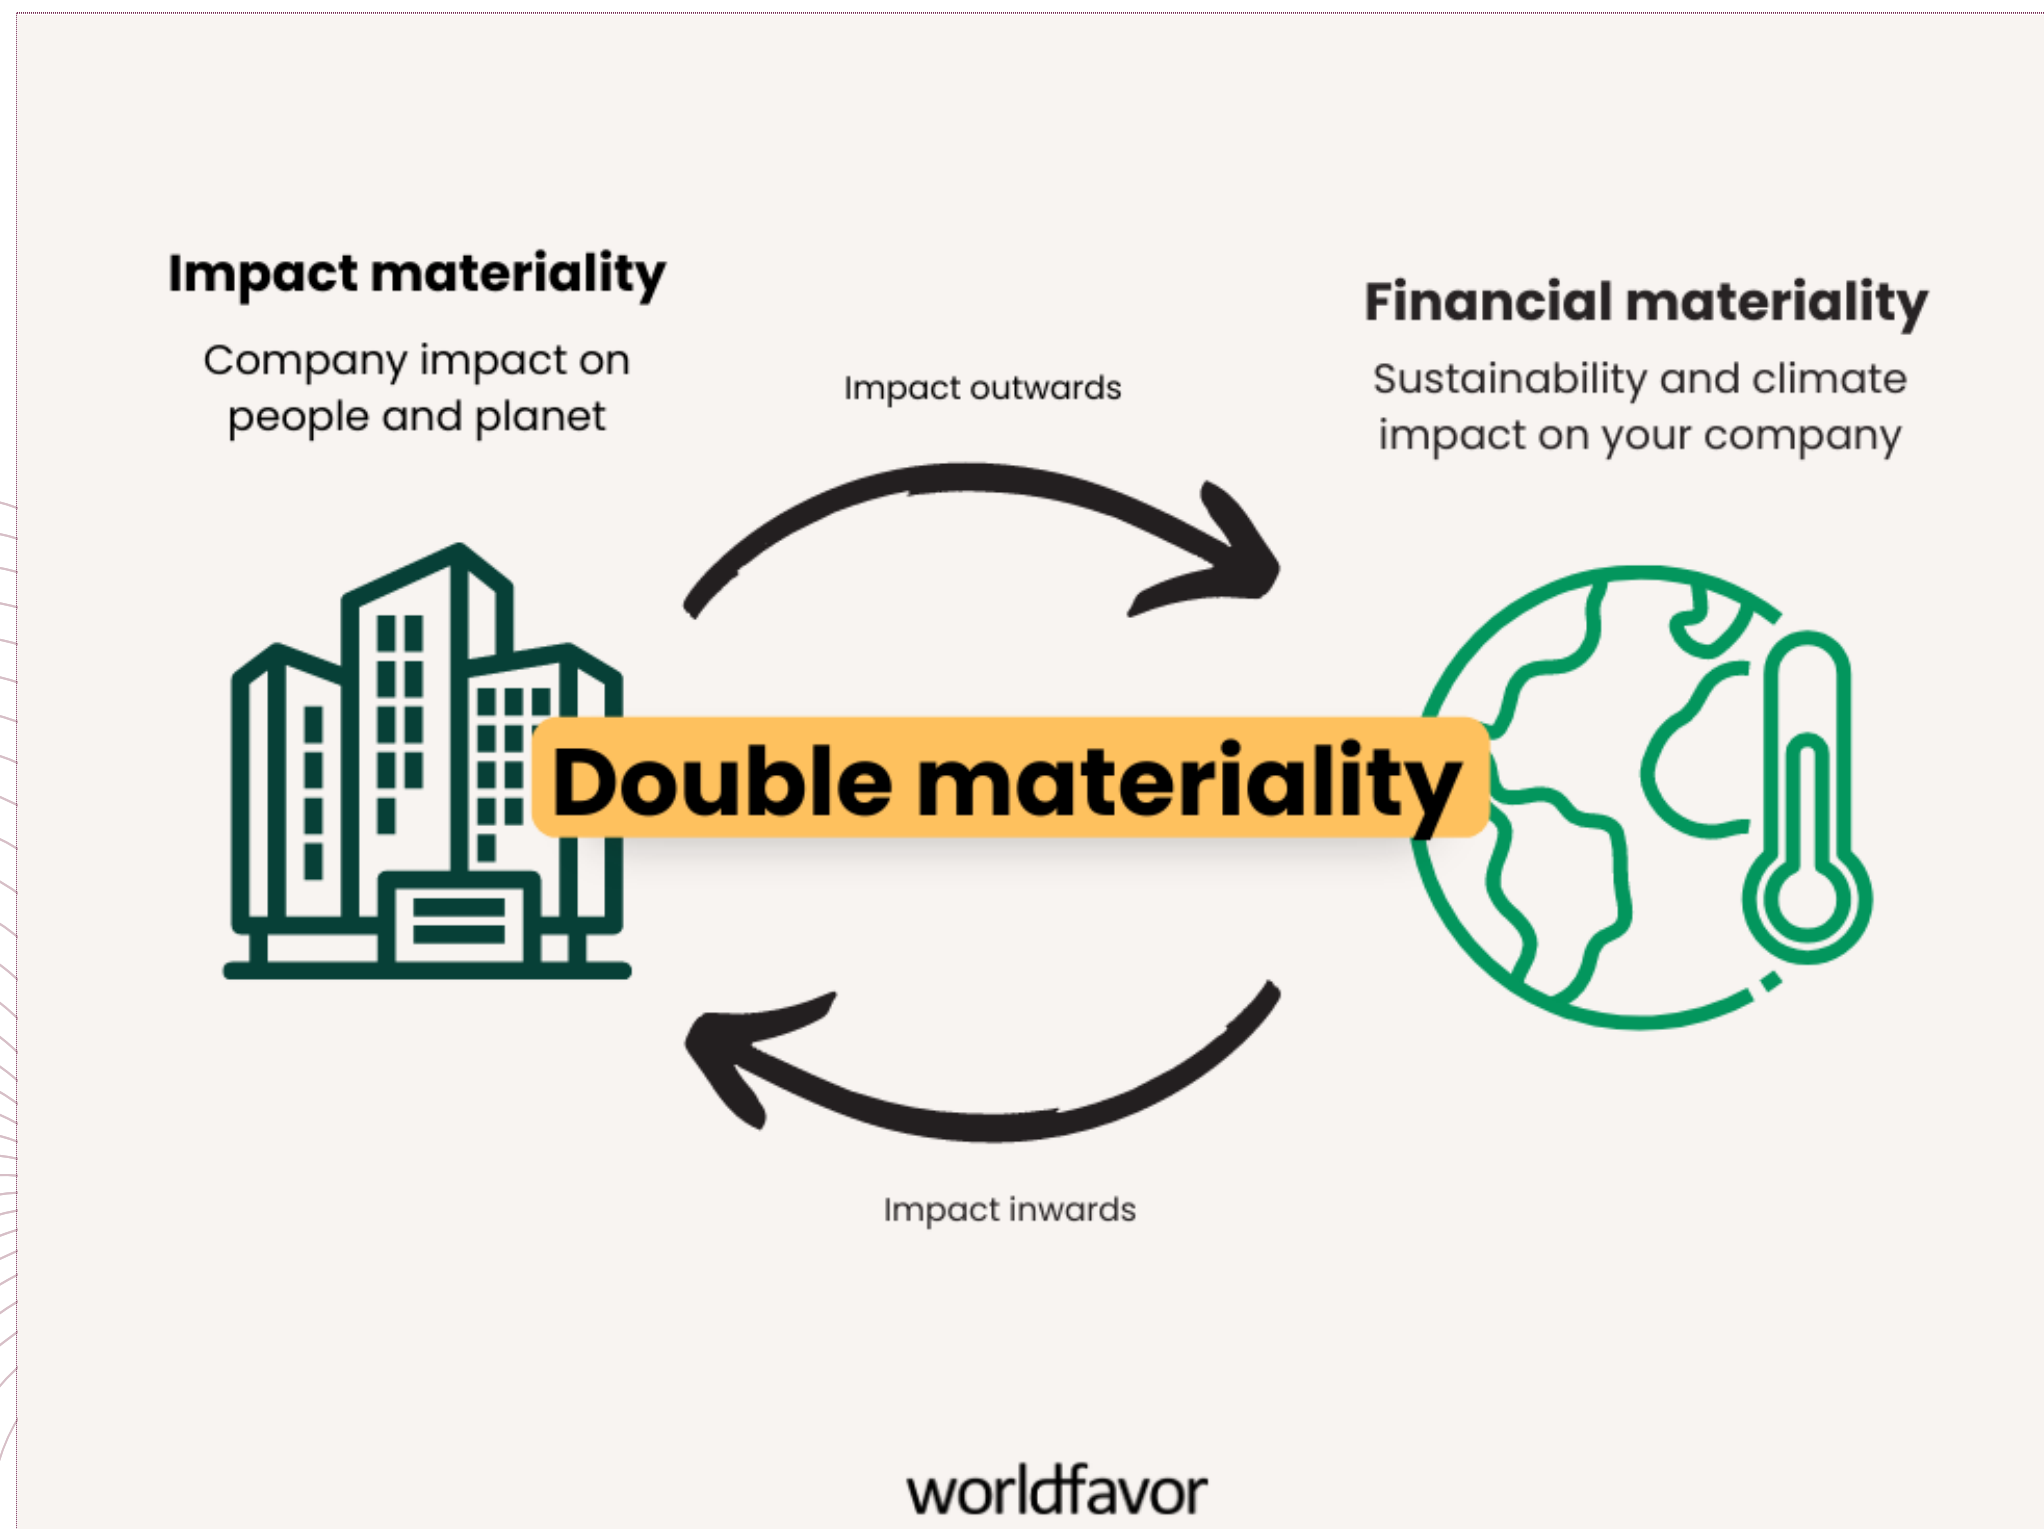 Impact materiality
Company impact on
people and planet
Impact outwards
Financial materiality
Sustainability and climate
impact on your company
Double materiality
Impact inwards
worldfavor